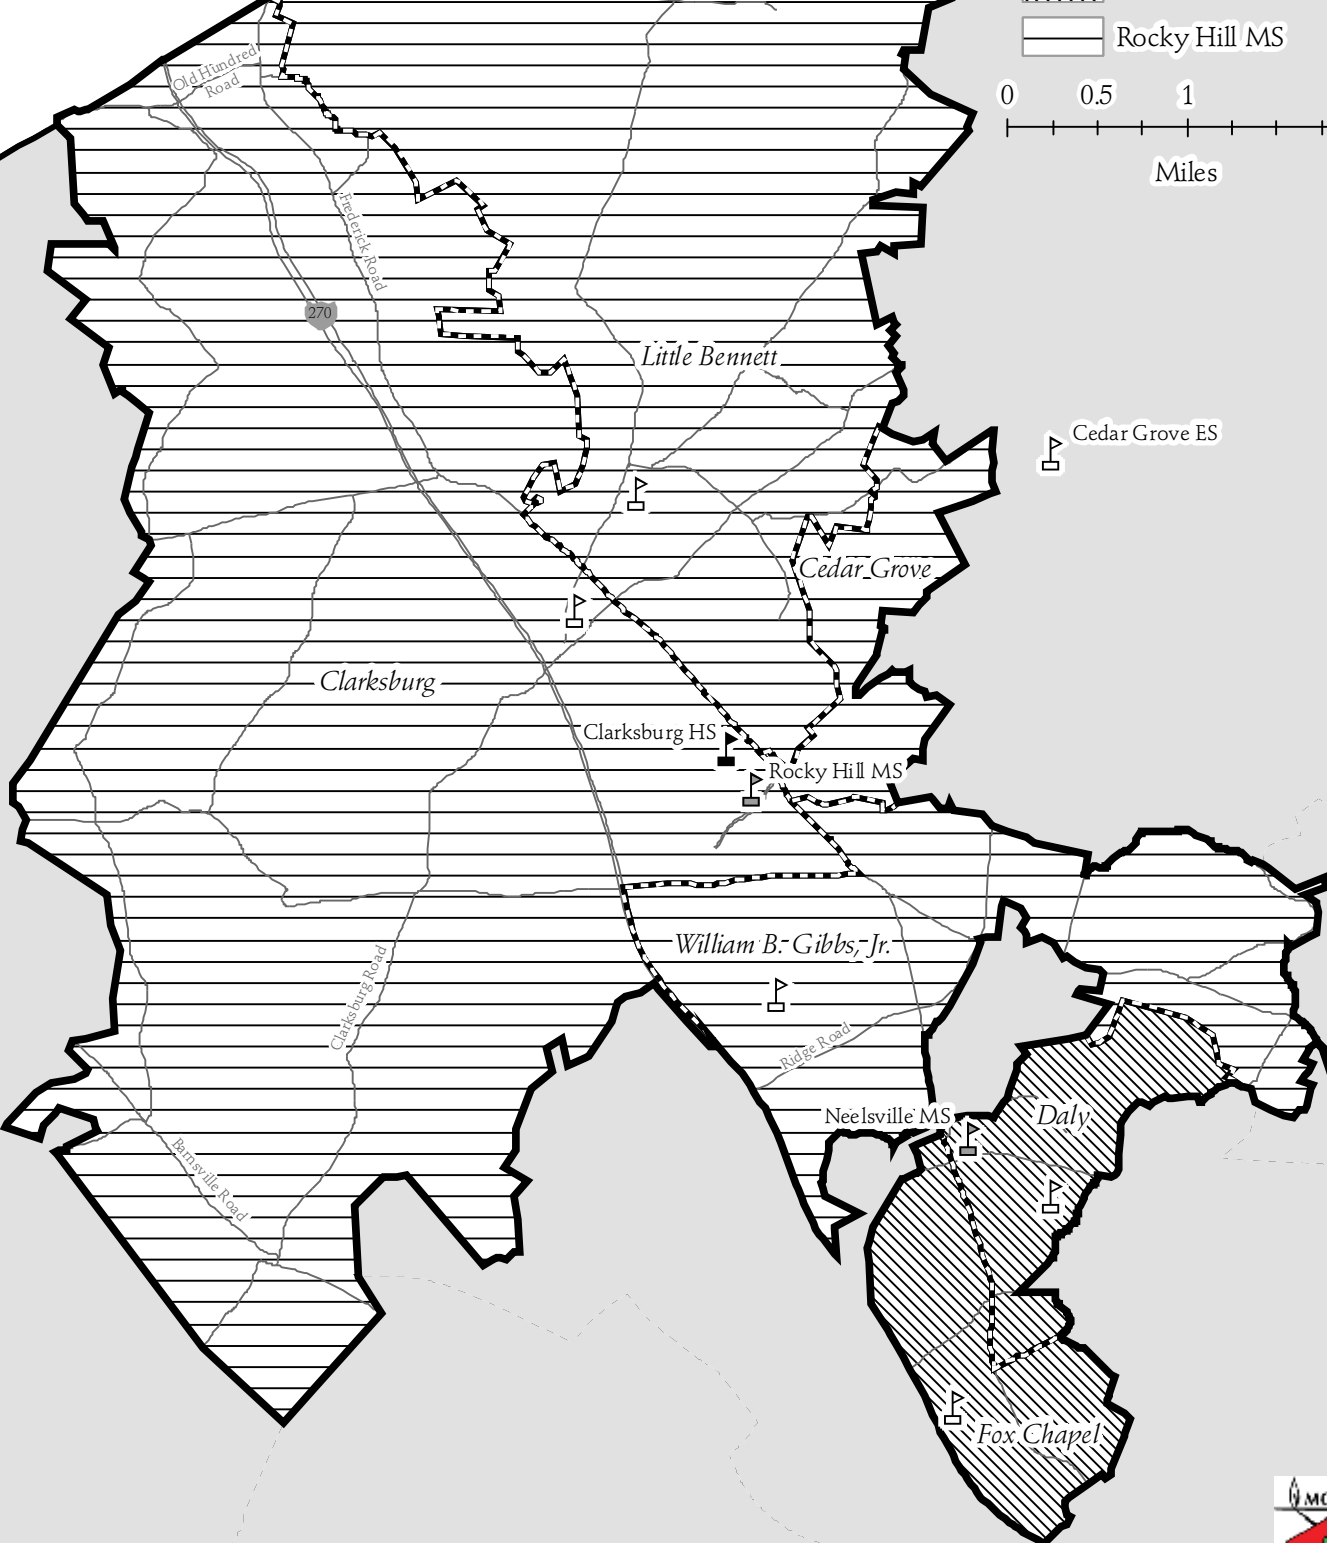 Rocky Hill MS
0 0.5 1
Miles
Old Hundred
Road
Frederick Road
270
Little Bennett
Cedar Grove ES
Cedar Grove
Clarksburg
Clarksburg HS
Rocky Hill MS
William B. Gibbs, Jr.
Clarksburg Road
Ridge Road
Neelsville MS
Daly
Barnsville Road
Fox Chapel